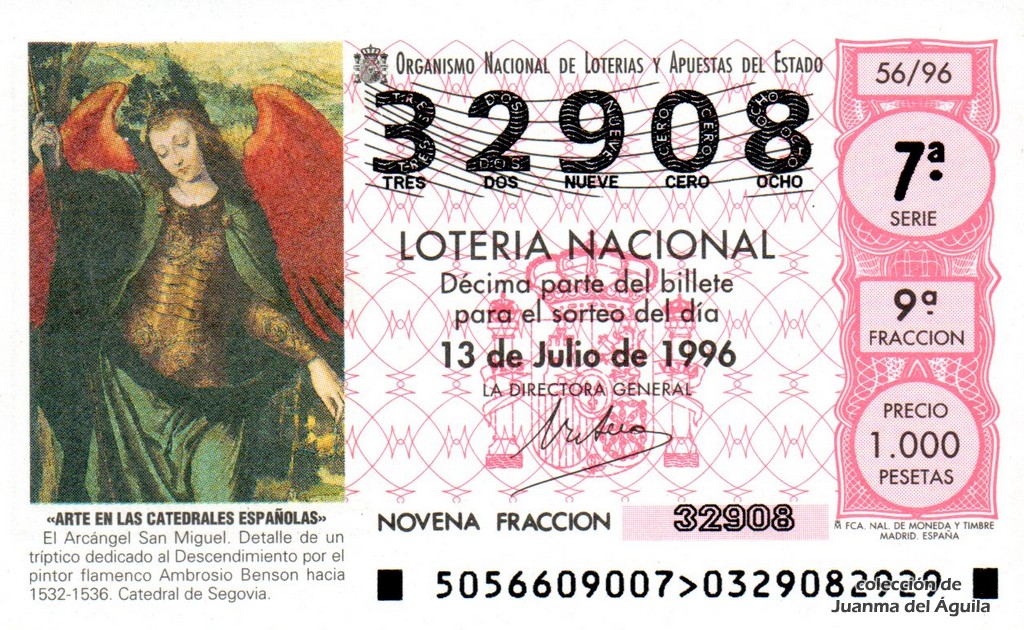 ORGANISMO NACIONAL DE LOTERIAS Y APUESTAS DEL ESTADO
32908
TRES DOS NUEVE CERO OCHO
LOTERIA NACIONAL
Décima parte del billete
para el sorteo del día
13 de Julio de 1996
LA DIRECTORA GENERAL
NOVENA FRACCION 32908
56/96
7ª
SERIE
9ª
FRACCION
PRECIO
1.000
PESETAS
FCA. NAL. DE MONEDA Y TIMBRE
MADRID. ESPAÑA
«ARTE EN LAS CATEDRALES ESPAÑOLAS»
El Arcángel San Miguel. Detalle de un
tríptico dedicado al Descendimiento por el
pintor flamenco Ambrosio Benson hacia
1532-1536. Catedral de Segovia.
5056609007>0329082929
colección de
Juanma del Águila